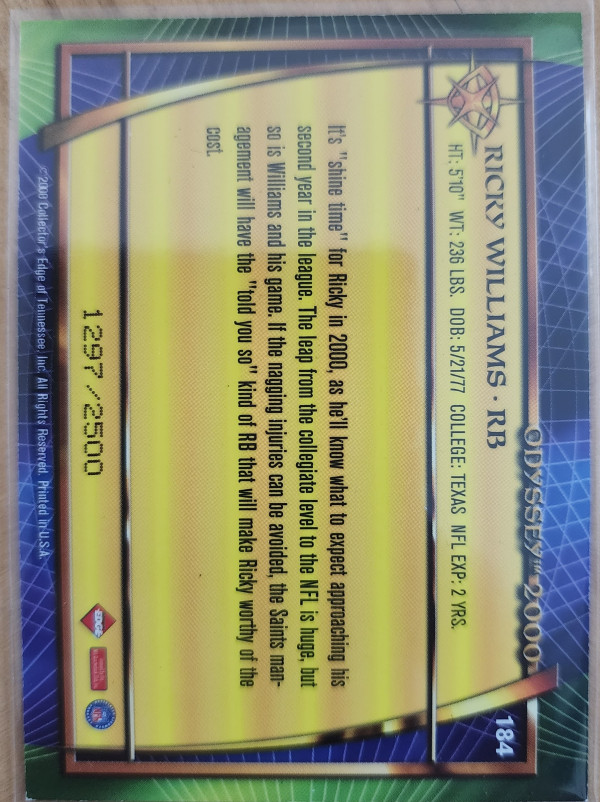 ODYSSEY™ 2000
184
RICKY WILLIAMS · RB
HT: 5'10" WT: 236 LBS. DOB: 5/21/77 COLLEGE: TEXAS NFL EXP: 2 YRS.
It's "shine time" for Ricky in 2000, as he'll know what to expect approaching his
second year in the league. The leap from the collegiate level to the NFL is huge, but
so is Williams and his game. If the nagging injuries can be avoided, the Saints man-
agement will have the "told you so" kind of RB that will make Ricky worthy of the
cost.
1297/2500
EDGE
©2000 Collector's Edge of Tennessee, Inc. All Rights Reserved. Printed in U.S.A.